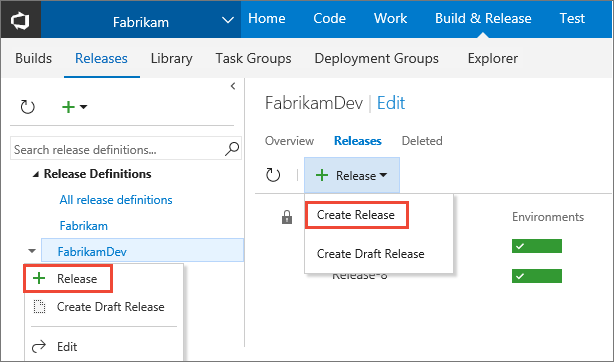 Fabrikam Home Code Work Build & Release Test
Builds Releases Library Task Groups Deployment Groups Explorer
FabrikamDev | Edit
Overview Releases Deleted
Search release definitions...
Release
Release Definitions
All release definitions
Create Release
Environments
Fabrikam
FabrikamDev
Create Draft Release
Release-8
Release
Create Draft Release
Edit